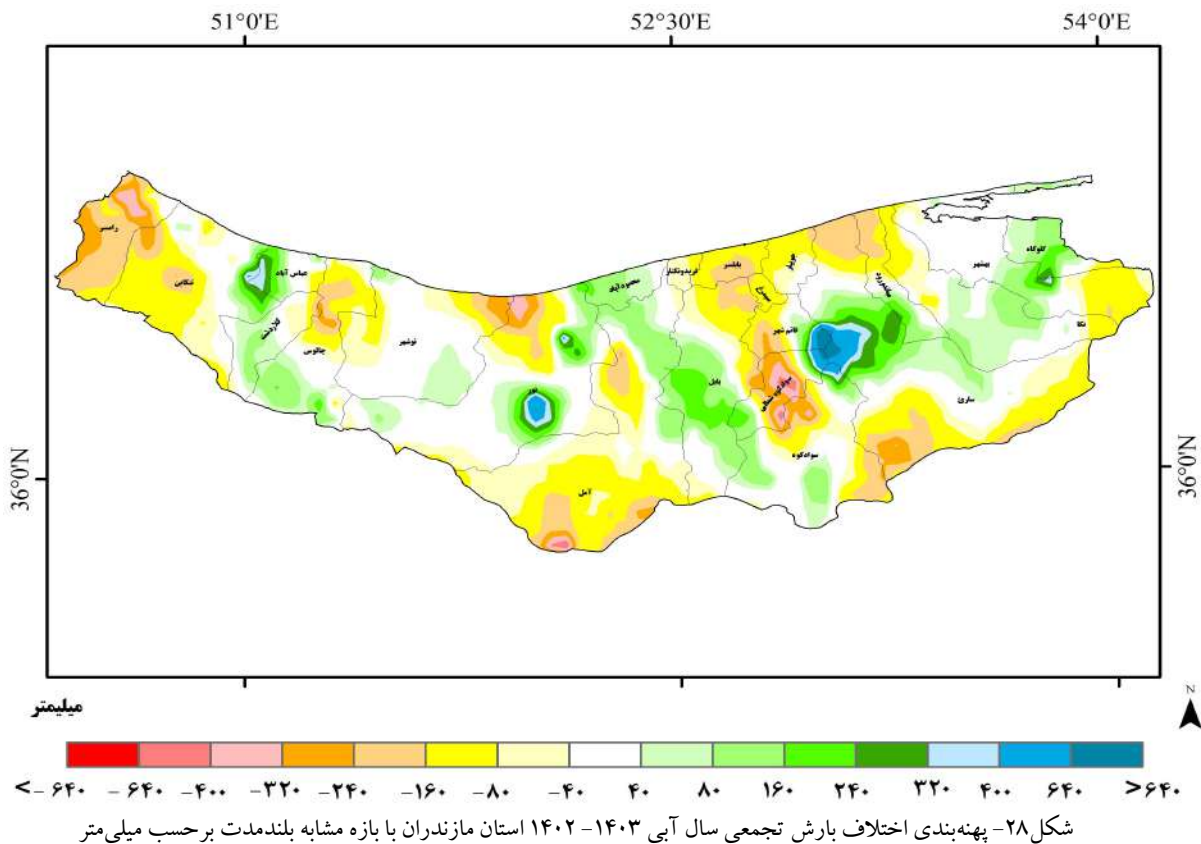 51°0'0"E 52°30'E 54°0'E
36°0'N
36°0'N
رامسر
تنکابن
عباس آباد
کلاردشت
چالوس
نوشهر
نور
محمودآباد
آمل
فریدونکنار
بابلسر
بابل
سیمرغ
جویبار
قائم شهر
سوادکوه شمالی
سوادکوه
میاندرود
ساری
بهشهر
نکا
گلوگاه
میلیمتر
N
<-۶۴۰ -۶۴۰ -۴۰۰ -۳۲۰ -۲۴۰ -۱۶۰ -۸۰ -۴۰ ۴۰ ۸۰ ۱۶۰ ۲۴۰ ۳۲۰ ۴۰۰ ۶۴۰ >۶۴۰
شکل۲۸- پهنه‌بندی اختلاف بارش تجمعی سال آبی ۱۴۰۳- ۱۴۰۲ استان مازندران با بازه مشابه بلندمدت برحسب میلی‌متر